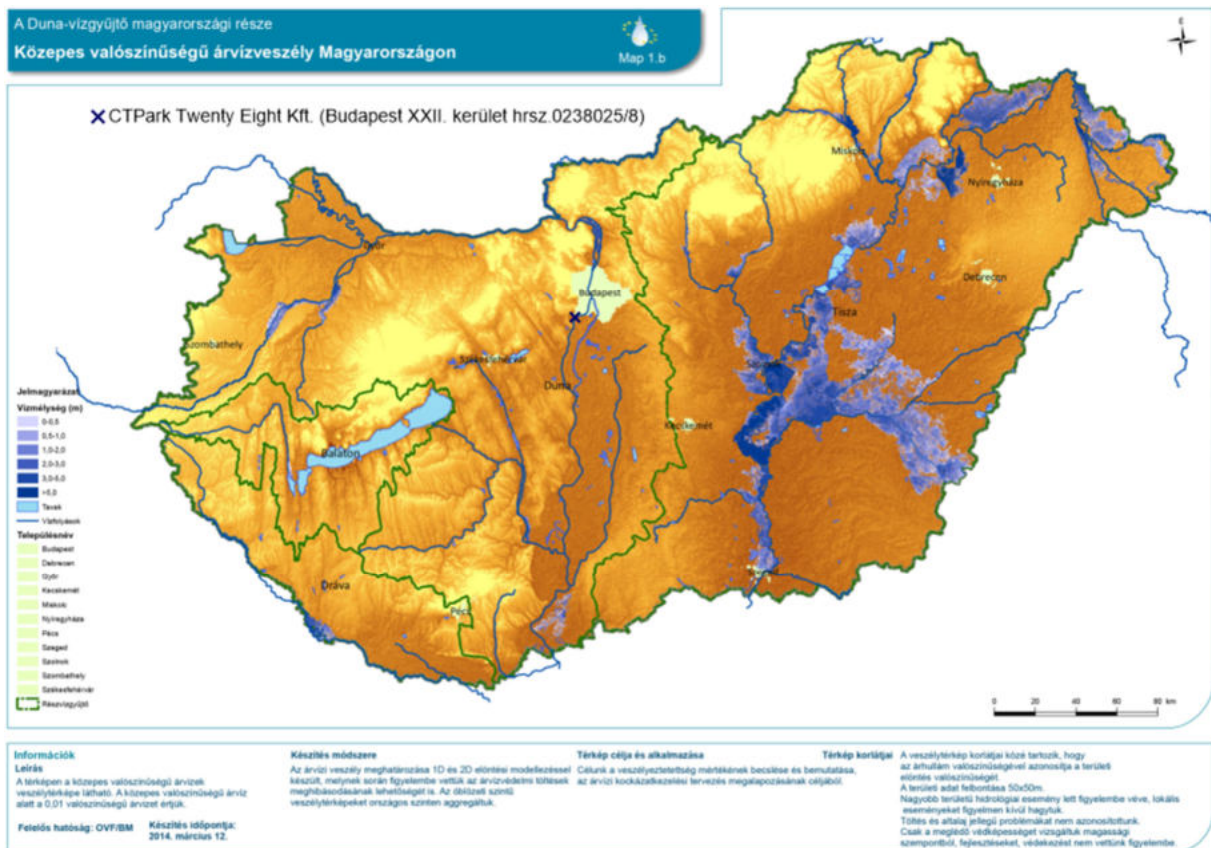 A Duna-vízgyűjtő magyarországi része
Közepes valószínűségű árvízveszély Magyarországon
Map 1.b
É
CTPark Twenty Eight Kft. (Budapest XXII. kerület hrsz.0238025/8)
Miskolc
Nyíregyháza
Győr
Budapest
Debrecen
Tisza
Szombathely
Székesfehérvár
Duna
Szolnok
Kecskemét
Balaton
Dráva
Pécs
Jelmagyarázat
Vízmélység (m)
0-0,5
0,5-1,0
1,0-2,0
2,0-3,0
3,0-5,0
>5,0
Tavak
Vízfolyások
Településnév
Budapest
Debrecen
Győr
Kecskemét
Miskolc
Nyíregyháza
Pécs
Szeged
Szolnok
Szombathely
Székesfehérvár
Részvízgyűjtő
0 20 40 60 80 km
Információk
Leírás
A térképen a közepes valószínűségű árvizek
veszélytérképe látható. A közepes valószínűségű árvíz
alatt a 0,01 valószínűségű árvizet értjük.
Felelős hatóság: OVF/BM
Készítés időpontja:
2014. március 12.
Készítés módszere
Az árvízi veszély meghatározása 1D és 2D elöntési modellezéssel
készült, melynek során figyelembe vettük az árvízvédelmi töltések
meghibásodásának lehetőségét is. Az öblözeti szintű
veszélytérképeket országos szinten aggregáltuk.
Térkép célja és alkalmazása
Célunk a veszélyeztetettség mértékének becslése és bemutatása,
az árvízi kockázatkezelési tervezés megalapozásának céljából.
Térkép korlátjai
A veszélytérkép korlátjai közé tartozik, hogy
az árhullám valószínűségével azonosítja a területi
elöntés valószínűségét.
A területi adat felbontása 50x50m.
Nagyobb területű hidrológiai esemény lett figyelembe véve, lokális
eseményeket figyelmen kívül hagytuk.
Töltés és altalaj jellegű problémákat nem azonosítottunk.
Csak a meglédő védképességet vizsgáltuk magassági
szempontból, fejlesztéseket, védekezést nem vettünk figyelembe.